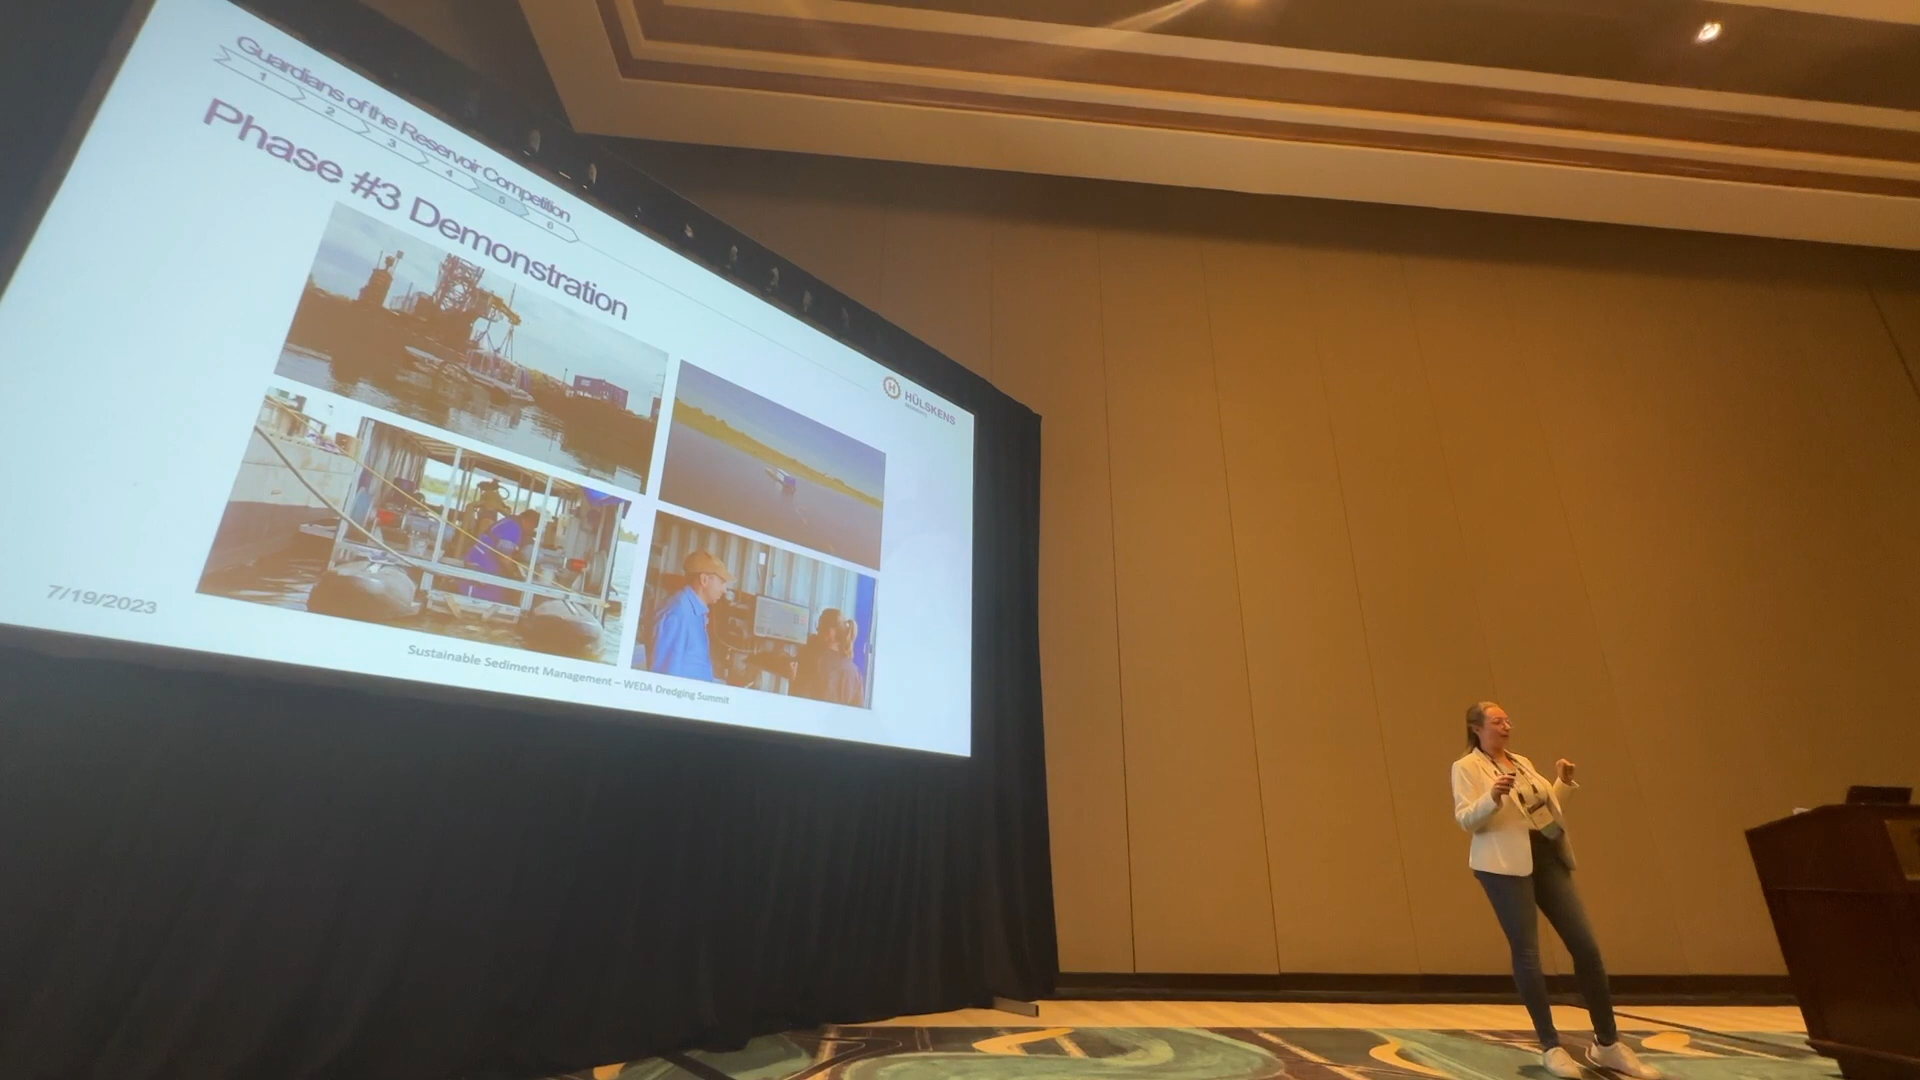 Guardians of the Reservoir Competition
1 2 3 4 5 6
Phase #3 Demonstration
H
HÜLSKENS
7/19/2023
Sustainable Sediment Management – WEDA Dredging Summit